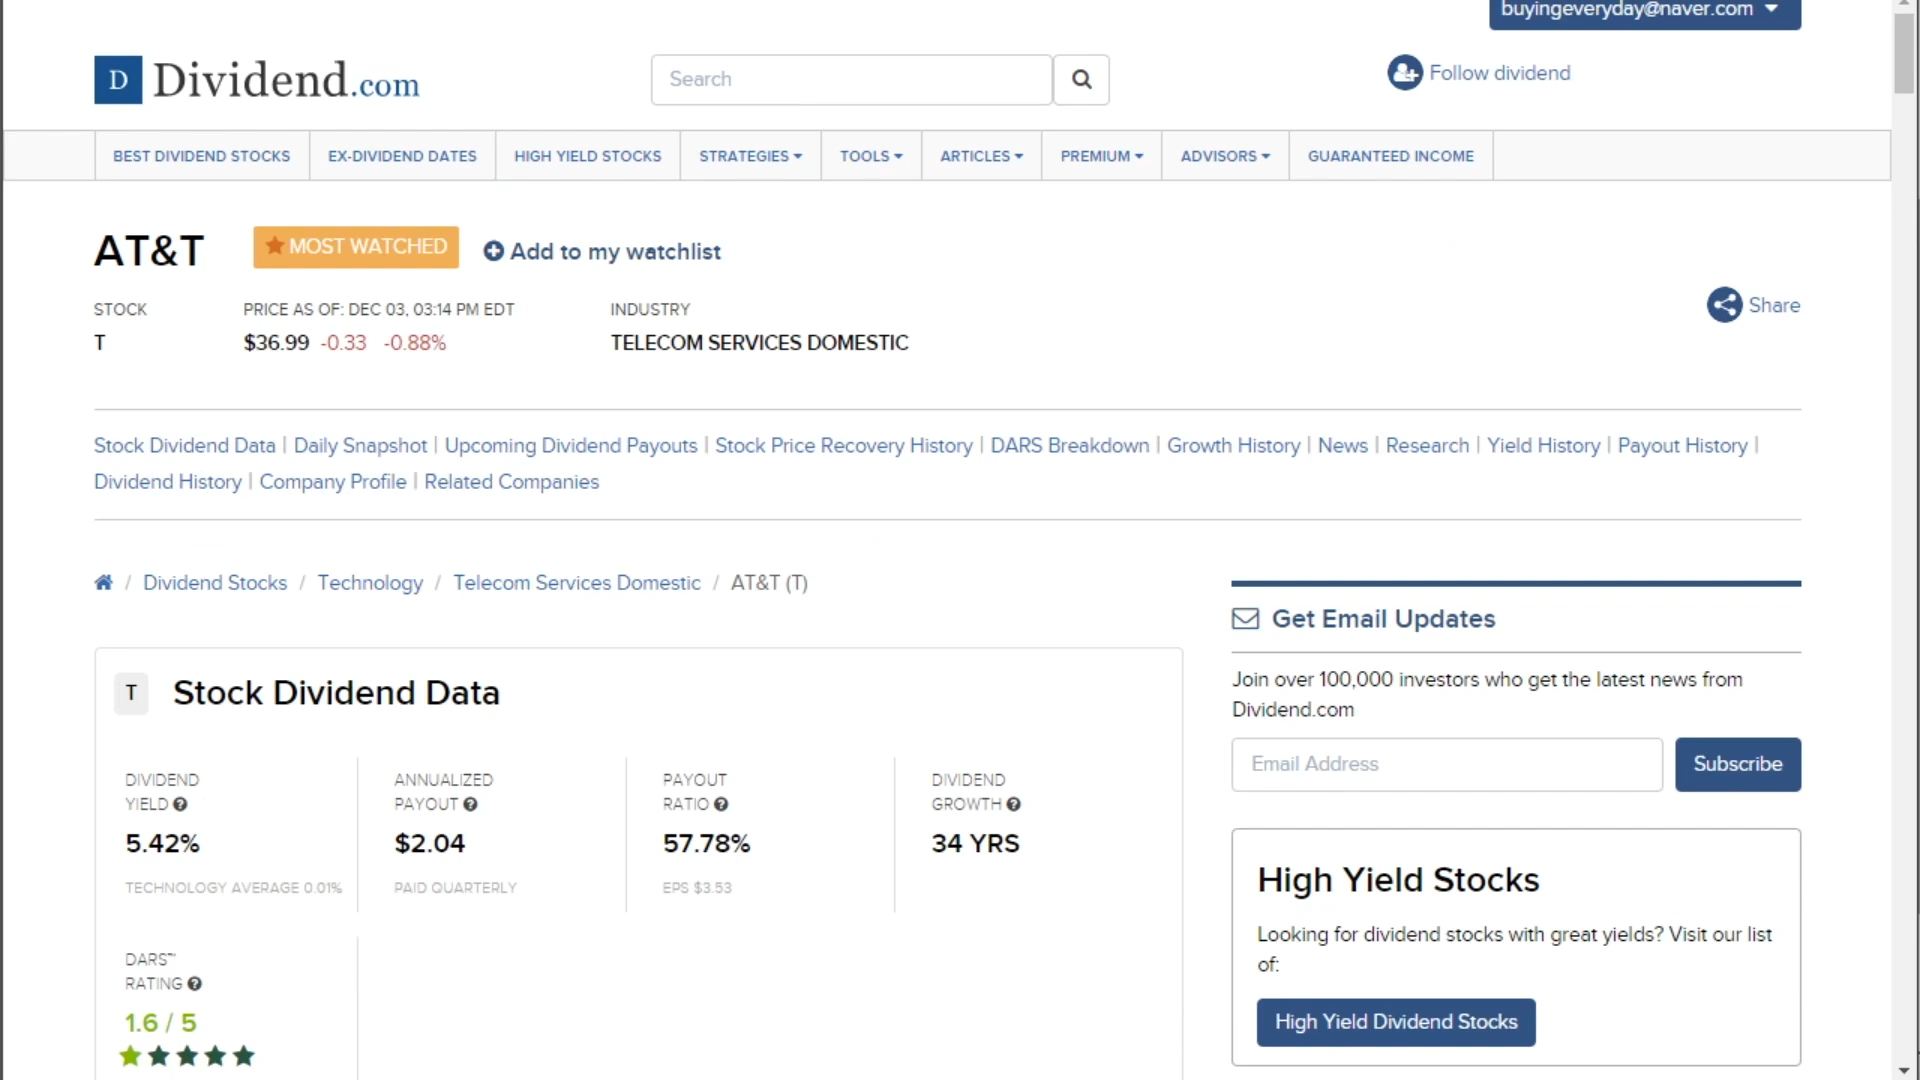 buyingeveryday@naver.com
D Dividend.com
Search
Follow dividend
BEST DIVIDEND STOCKS
EX-DIVIDEND DATES
HIGH YIELD STOCKS
STRATEGIES
TOOLS
ARTICLES
PREMIUM
ADVISORS
GUARANTEED INCOME
AT&T
MOST WATCHED
Add to my watchlist
STOCK
T
PRICE AS OF: DEC 03, 03:14 PM EDT
$36.99 -0.33 -0.88%
INDUSTRY
TELECOM SERVICES DOMESTIC
Share
Stock Dividend Data | Daily Snapshot | Upcoming Dividend Payouts | Stock Price Recovery History | DARS Breakdown | Growth History | News | Research | Yield History | Payout History |
Dividend History | Company Profile | Related Companies
/ Dividend Stocks / Technology / Telecom Services Domestic / AT&T (T)
T Stock Dividend Data
DIVIDEND
YIELD
5.42%
TECHNOLOGY AVERAGE 0.01%
ANNUALIZED
PAYOUT
$2.04
PAID QUARTERLY
PAYOUT
RATIO
57.78%
EPS $3.53
DIVIDEND
GROWTH
34 YRS
DARS™
RATING
1.6 / 5
Get Email Updates
Join over 100,000 investors who get the latest news from
Dividend.com
Email Address
Subscribe
High Yield Stocks
Looking for dividend stocks with great yields? Visit our list
of:
High Yield Dividend Stocks